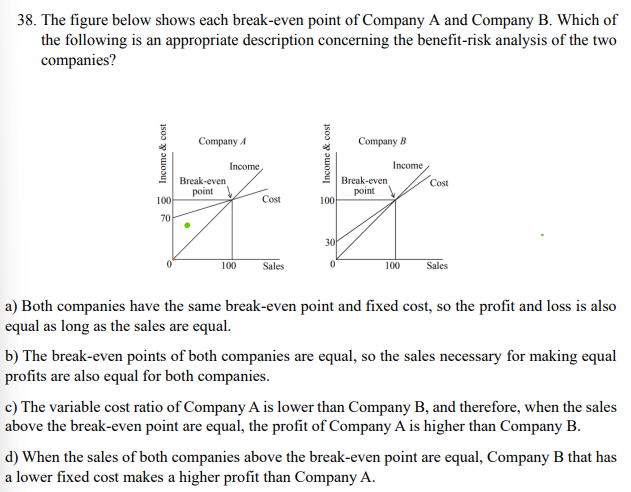 38. The figure below shows each break-even point of Company A and Company B. Which of
the following is an appropriate description concerning the benefit-risk analysis of the two
companies?
Income & cost
Company A
Income
Break-even
point
Cost
100
70
0
100
Sales
Income & cost
Company B
Income
Break-even
point
Cost
100
30
0
100
Sales
a) Both companies have the same break-even point and fixed cost, so the profit and loss is also
equal as long as the sales are equal.
b) The break-even points of both companies are equal, so the sales necessary for making equal
profits are also equal for both companies.
c) The variable cost ratio of Company A is lower than Company B, and therefore, when the sales
above the break-even point are equal, the profit of Company A is higher than Company B.
d) When the sales of both companies above the break-even point are equal, Company B that has
a lower fixed cost makes a higher profit than Company A.